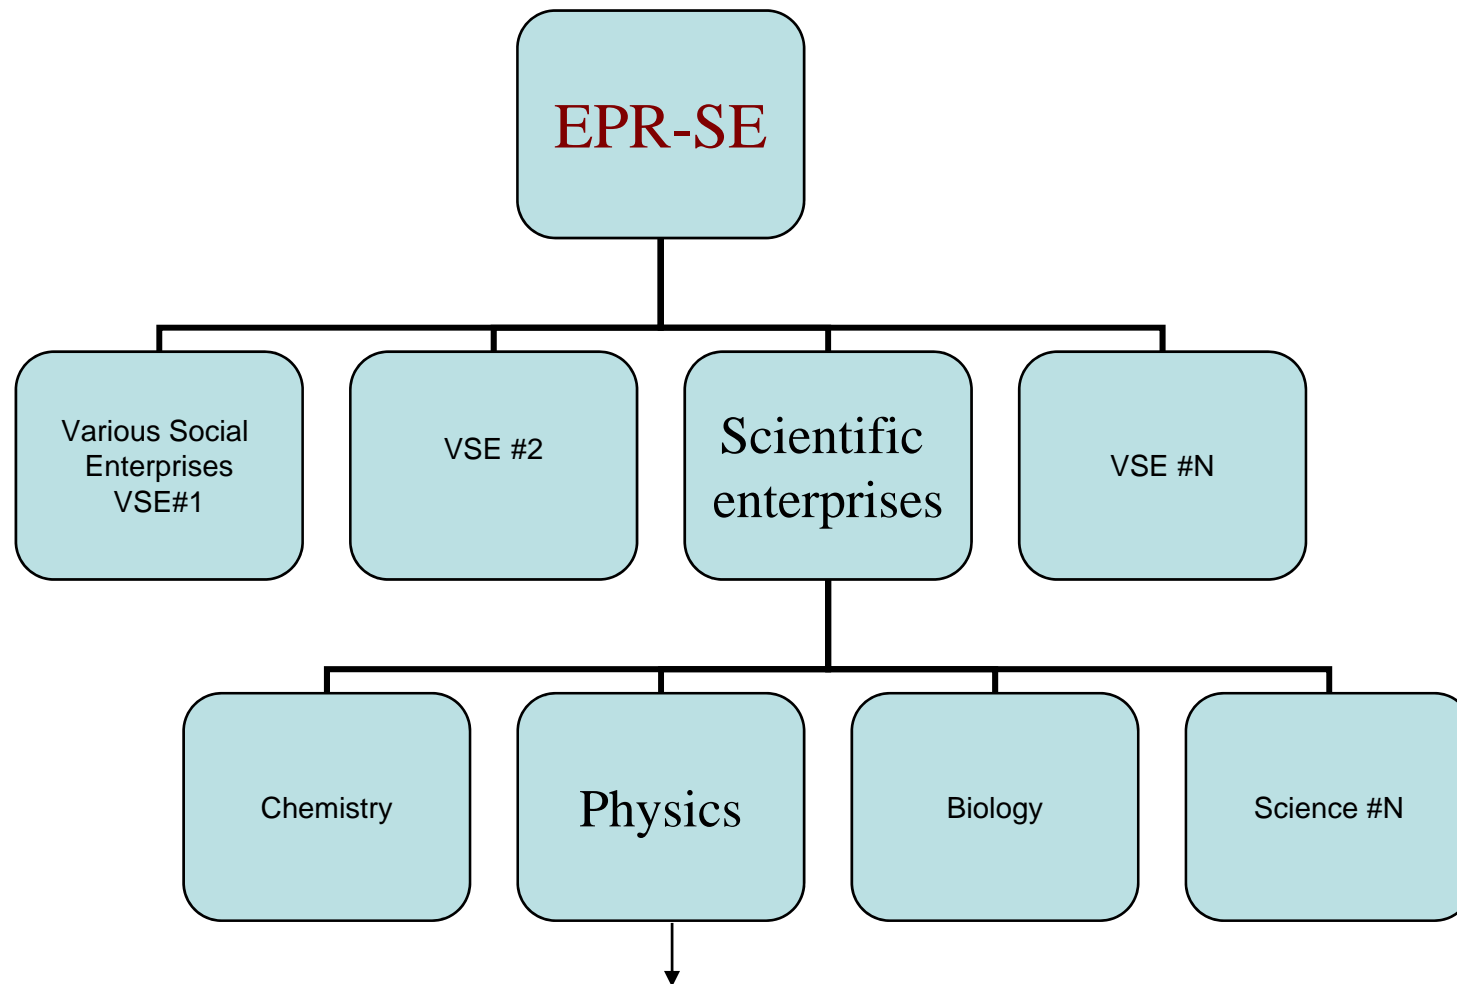 EPR-SE
Various Social
Enterprises
VSE#1
VSE #2
Scientific
enterprises
VSE #N
Chemistry
Physics
Biology
Science #N